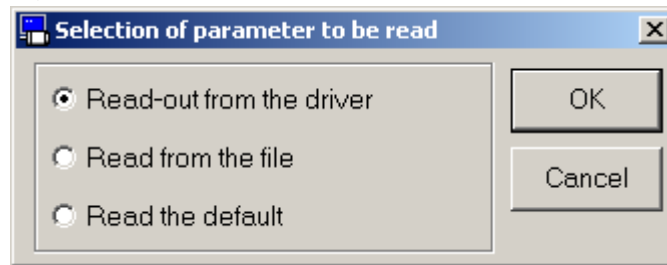 Selection of parameter to be read
Read-out from the driver
Read from the file
Read the default
OK
Cancel